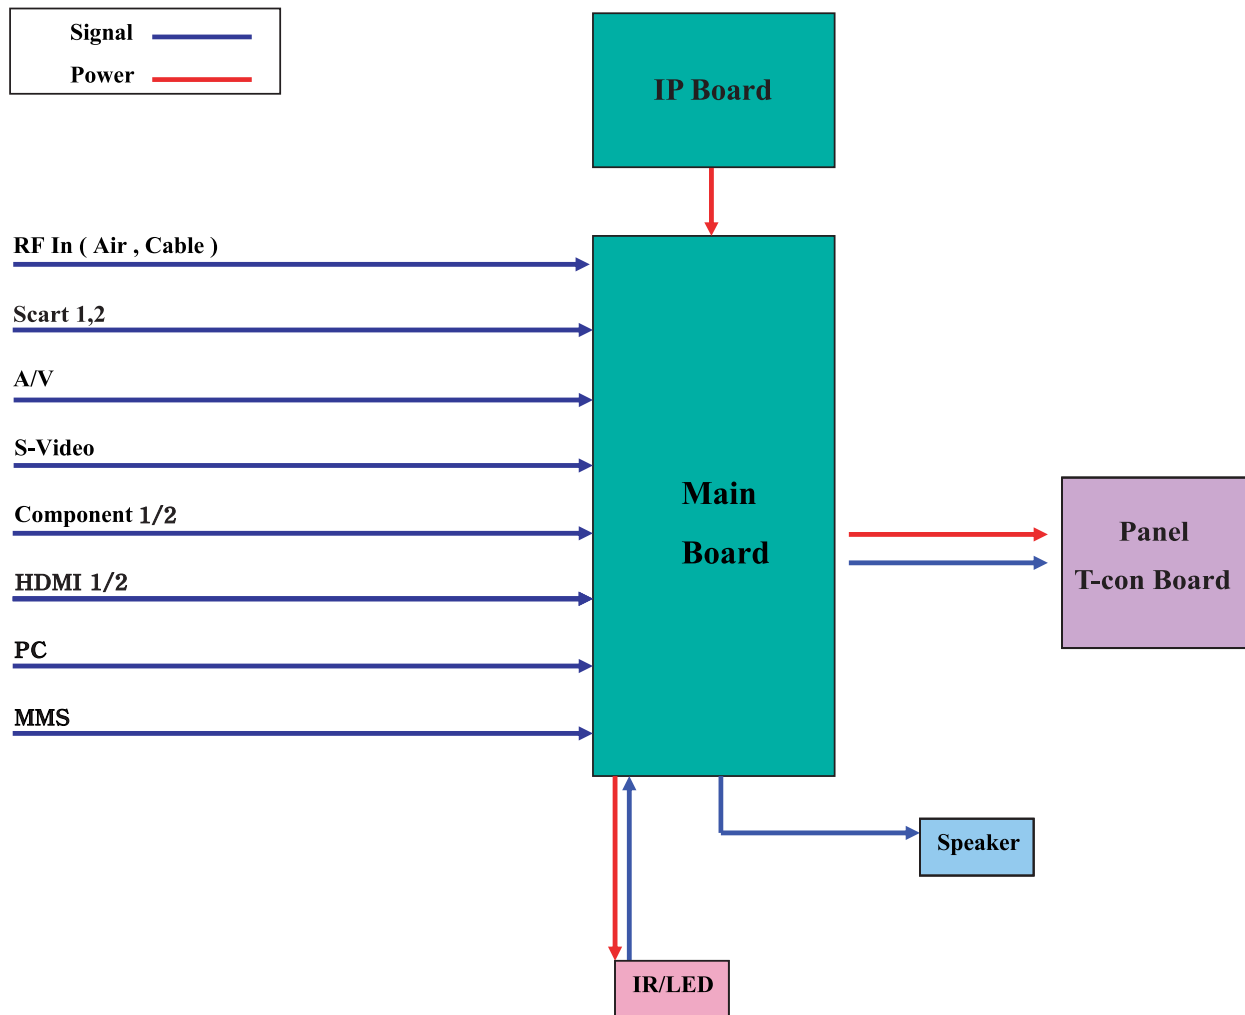 Signal
Power
IP Board
RF In ( Air , Cable )
Scart 1,2
A/V
S-Video
Component 1/2
HDMI 1/2
PC
MMS
Main
Board
Panel
T-con Board
Speaker
IR/LED